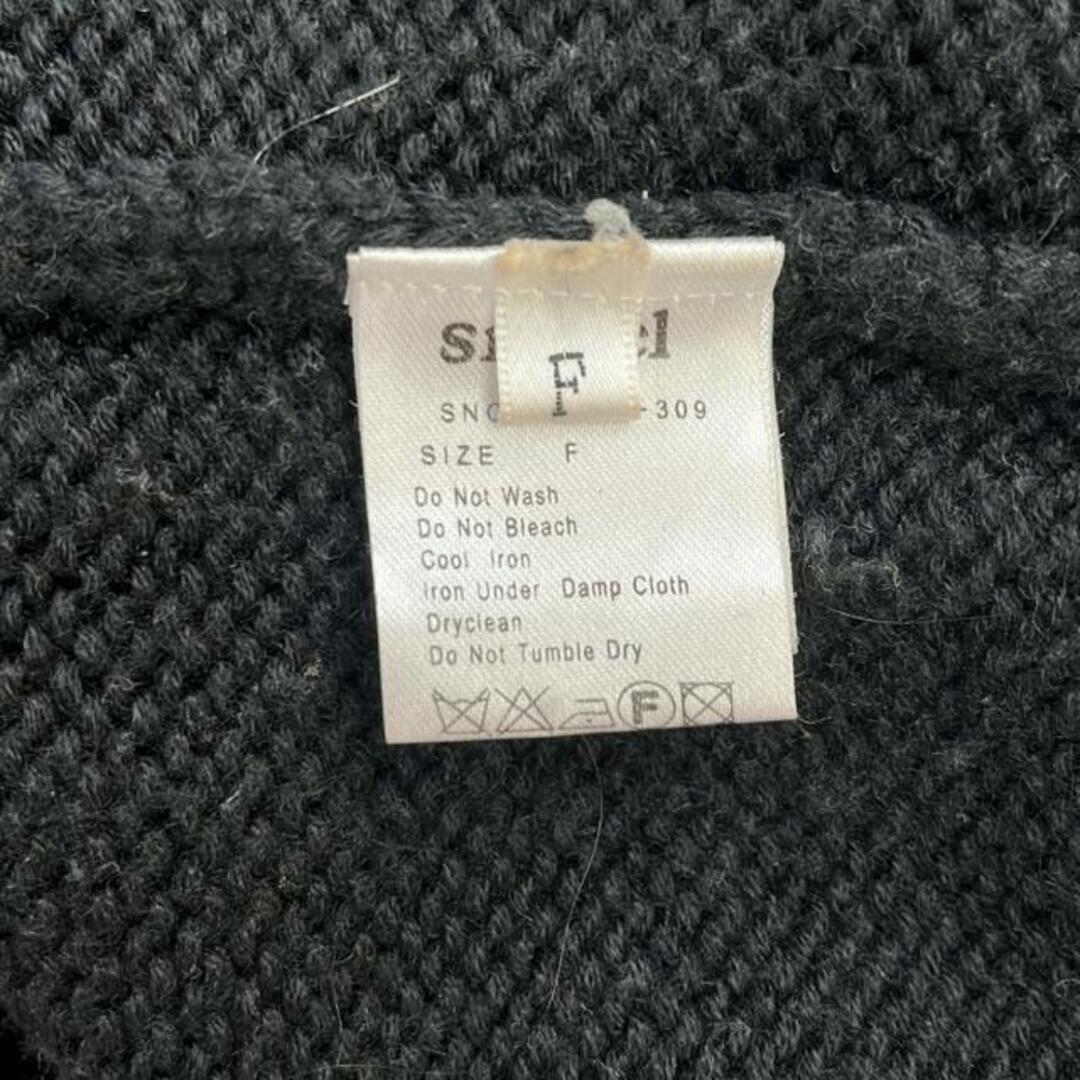 F
SIZE F
Do Not Wash
Do Not Bleach
Cool Iron
Iron Under Damp Cloth
Dryclean
Do Not Tumble Dry
F